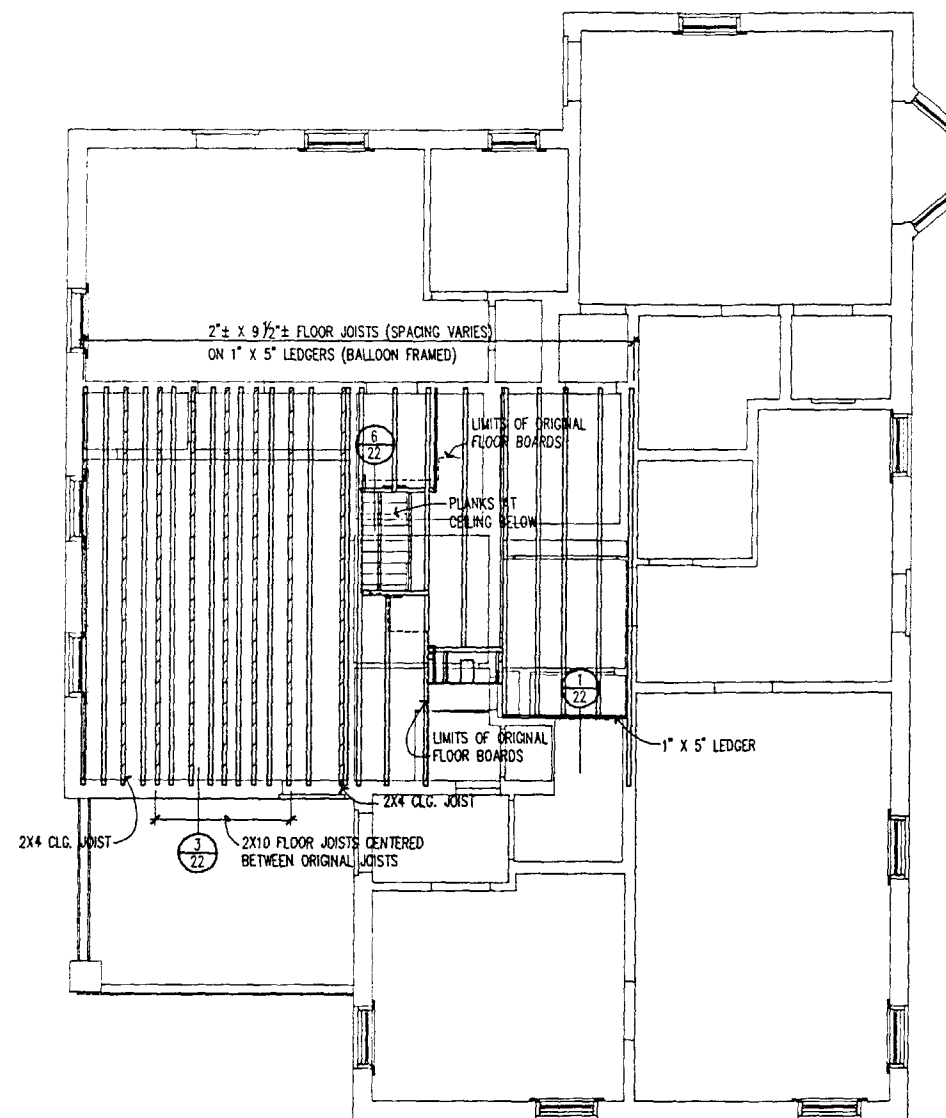 2"± X 9 1/2"± FLOOR JOISTS (SPACING VARIES)
ON 1" X 5" LEDGERS (BALLOON FRAMED)
6
22
LIMITS OF ORIGINAL
FLOOR BOARDS
PLANKS AT
CEILING BELOW
1
22
LIMITS OF ORIGINAL
FLOOR BOARDS
1" X 5" LEDGER
2X4 CLG. JOIST
2X4 CLG. JOIST
3
22
2X10 FLOOR JOISTS CENTERED
BETWEEN ORIGINAL JOISTS